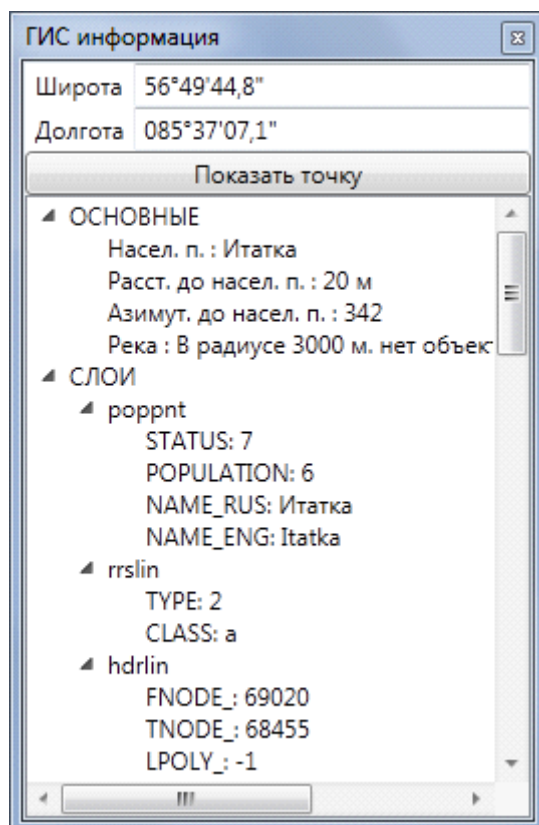 ГИС информация
Широта 56°49'44,8"
Долгота 085°37'07,1"
Показать точку
ОСНОВНЫЕ
Насел. п. : Итатка
Расст. до насел. п. : 20 м
Азимут. до насел. п. : 342
Река : В радиусе 3000 м. нет объек
СЛОИ
poppnt
STATUS: 7
POPULATION: 6
NAME_RUS: Итатка
NAME_ENG: Itatka
rrslin
TYPE: 2
CLASS: a
hdrlin
FNODE_: 69020
TNODE_: 68455
LPOLY_: -1